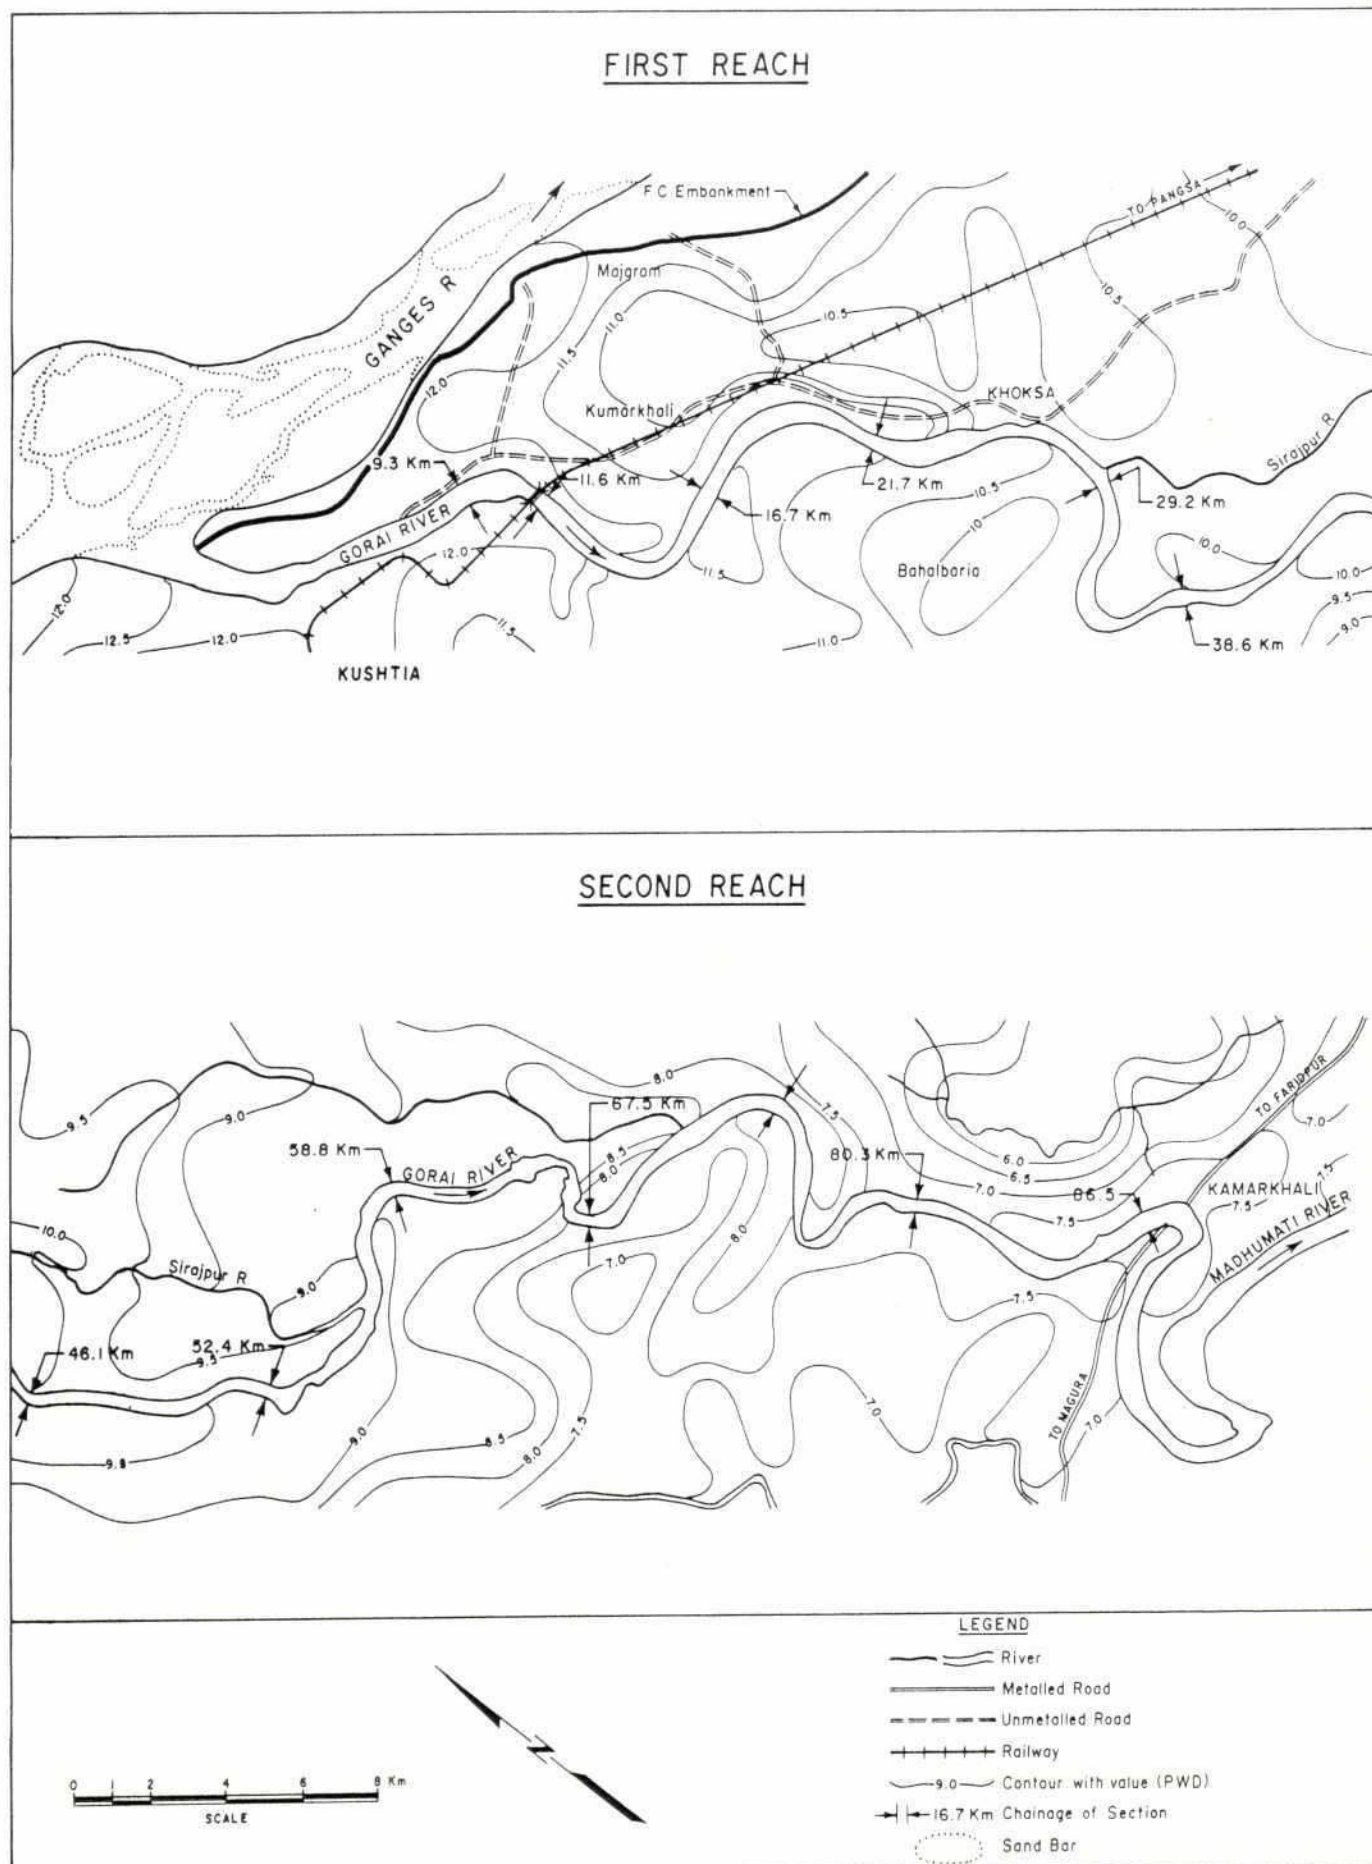 FIRST REACH
F C Embankment
TO PANGSA
10.0
Majgram
GANGES R
10.5
10.5
11.0
11.5
12.0
Kumarkhali
KHOKSA
Sirajpur R
9.3 Km
11.6 Km
21.7 Km
10.5
16.7 Km
29.2 Km
GORAI RIVER
12.0
10
10.0
Bahalbaria
11.5
10.0
9.5
9.0
12.0
12.5
12.0
11.5
11.0
38.6 Km
KUSHTIA
SECOND REACH
9.5
9.0
8.0
67.5 Km
7.5
TO FARIDPUR
7.0
58.8 Km
GORAI RIVER
8.5
8.0
80.3 Km
6.0
6.5
7.0
86.5
KAMARKHALI
7.5
7.5
7.5
MADHUMATI RIVER
10.0
Sirajpur R
9.0
7.0
8.0
7.5
46.1 Km
52.4 Km
9.5
9.8
9.0
8.5
8.0
7.5
7.0
TO MAGURA
7.0
LEGEND
River
Metalled Road
Unmetalled Road
Railway
9.0 Contour with value (PWD)
16.7 Km Chainage of Section
Sand Bar
N
0 1 2 4 6 8 Km
SCALE